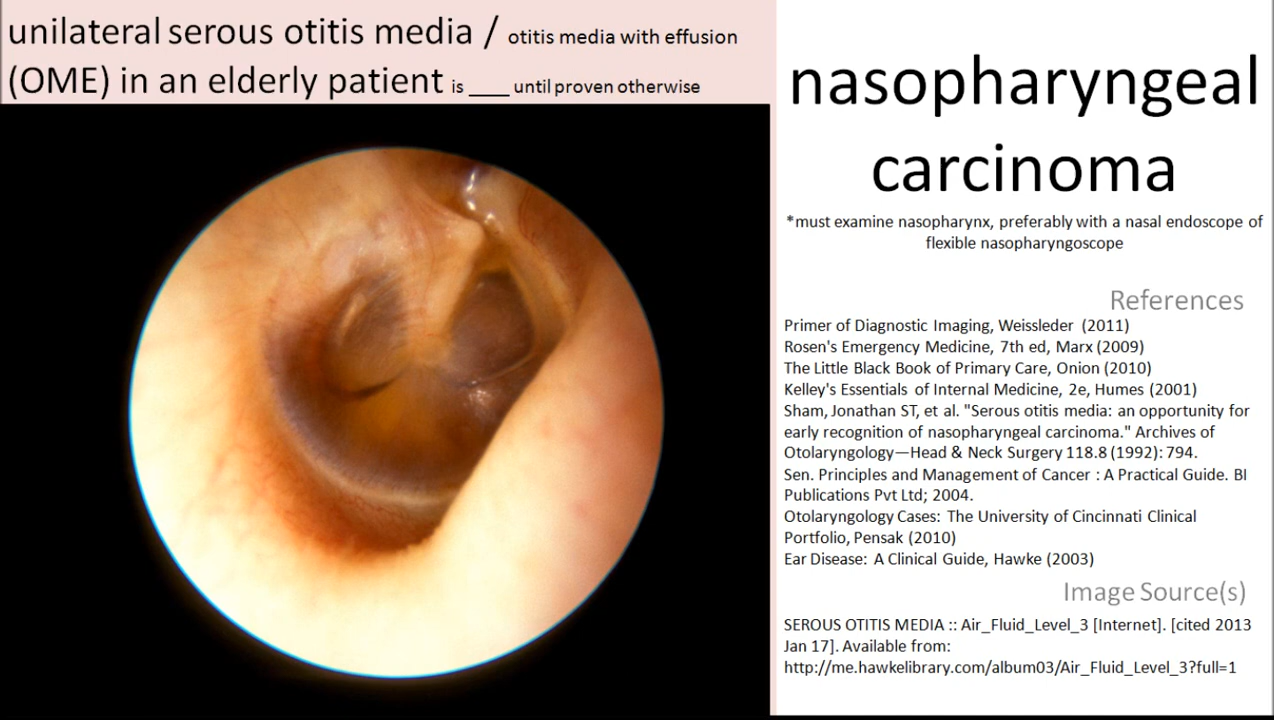 unilateral serous otitis media / otitis media with effusion
(OME) in an elderly patient is ____ until proven otherwise
nasopharyngeal
carcinoma
*must examine nasopharynx, preferably with a nasal endoscope of
flexible nasopharyngoscope
References
Primer of Diagnostic Imaging, Weissleder (2011)
Rosen's Emergency Medicine, 7th ed, Marx (2009)
The Little Black Book of Primary Care, Onion (2010)
Kelley's Essentials of Internal Medicine, 2e, Humes (2001)
Sham, Jonathan ST, et al. "Serous otitis media: an opportunity for
early recognition of nasopharyngeal carcinoma." Archives of
Otolaryngology—Head & Neck Surgery 118.8 (1992): 794.
Sen. Principles and Management of Cancer : A Practical Guide. BI
Publications Pvt Ltd; 2004.
Otolaryngology Cases: The University of Cincinnati Clinical
Portfolio, Pensak (2010)
Ear Disease: A Clinical Guide, Hawke (2003)
Image Source(s)
SEROUS OTITIS MEDIA :: Air_Fluid_Level_3 [Internet]. [cited 2013
Jan 17]. Available from:
http://me.hawkelibrary.com/album03/Air_Fluid_Level_3?full=1